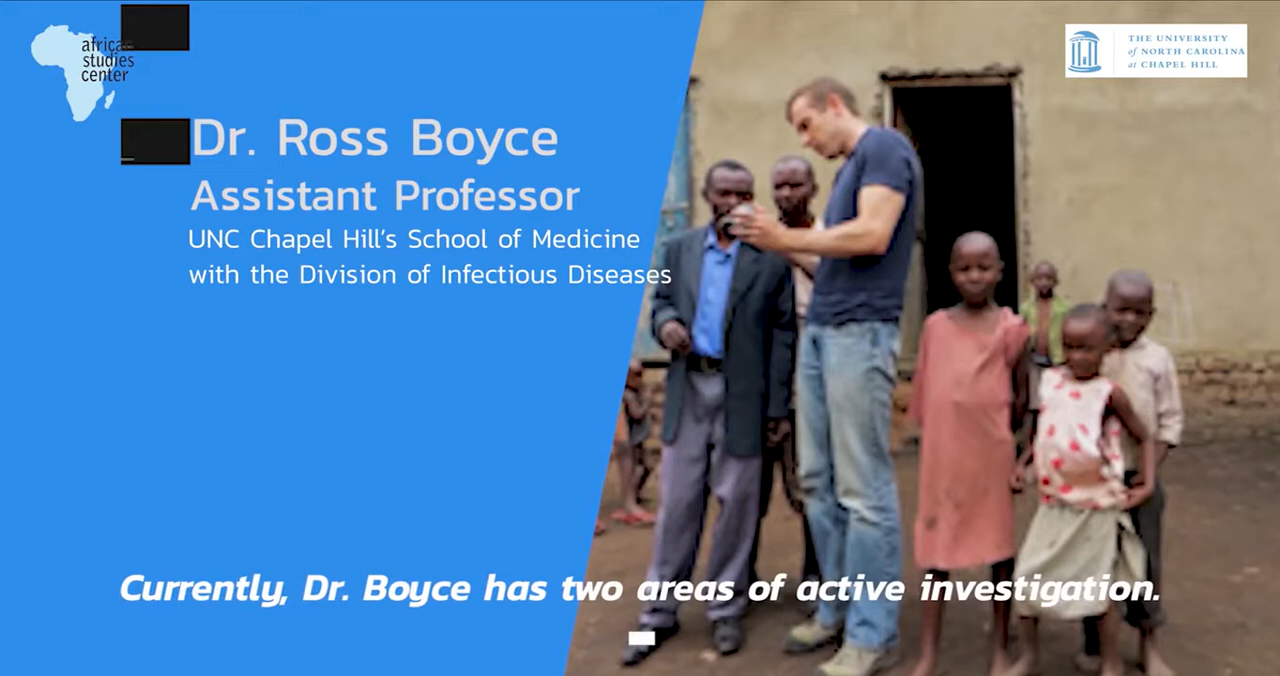 african
studies
center
THE UNIVERSITY
of NORTH CAROLINA
at CHAPEL HILL
Dr. Ross Boyce
Assistant Professor
UNC Chapel Hill's School of Medicine
with the Division of Infectious Diseases
Currently, Dr. Boyce has two areas of active investigation.